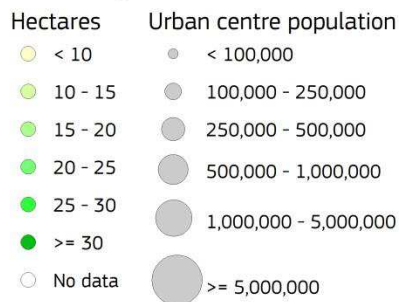 Hectares
< 10
10 - 15
15 - 20
20 - 25
25 - 30
>= 30
No data
Urban centre population
< 100,000
100,000 - 250,000
250,000 - 500,000
500,000 - 1,000,000
1,000,000 - 5,000,000
>= 5,000,000